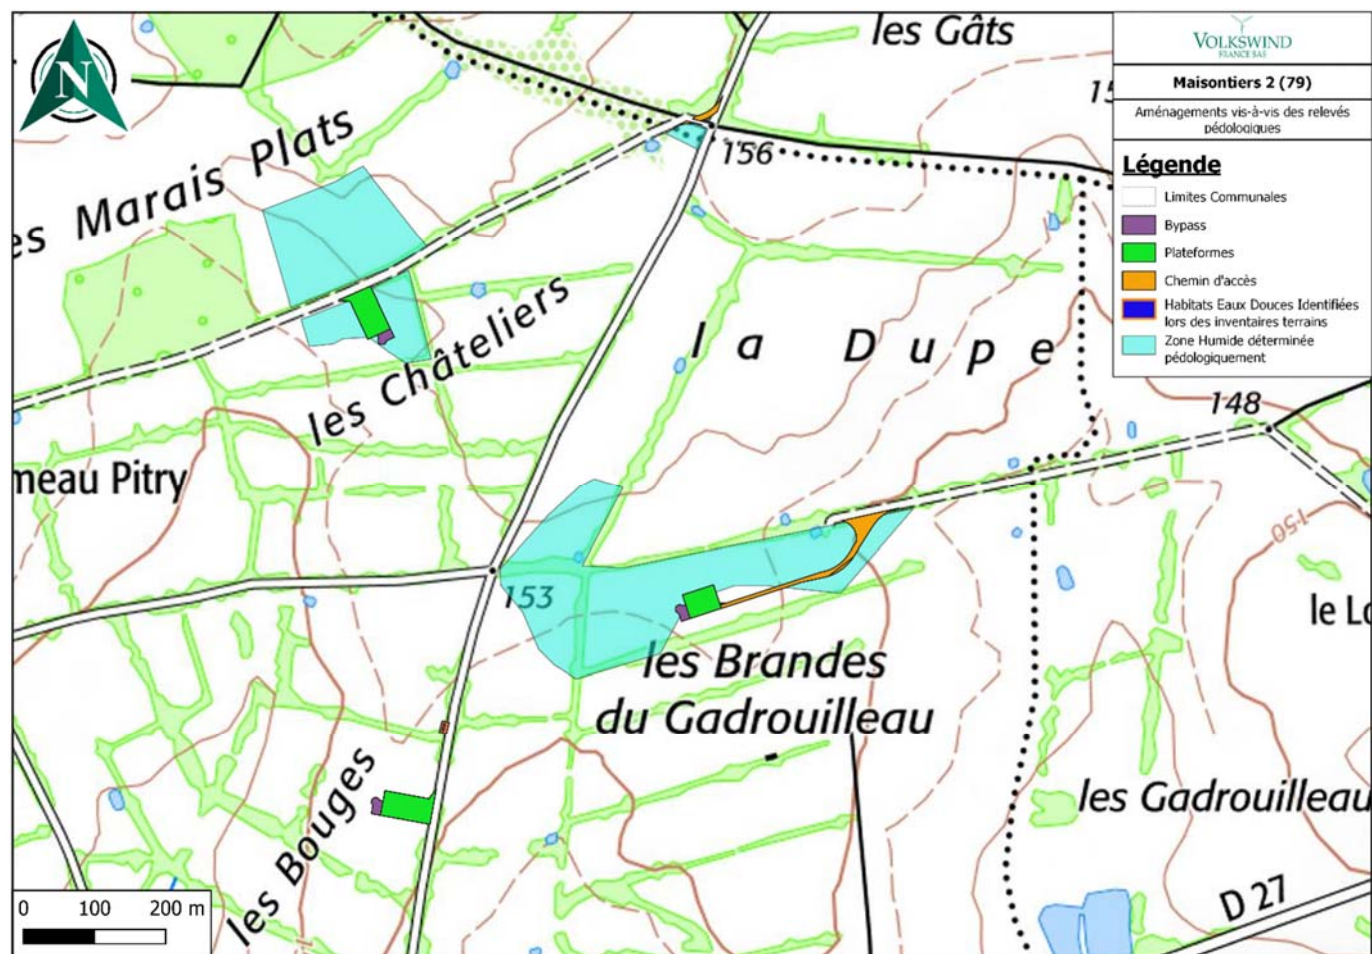 N
les Gâts
VOLKSWIND
FRANCE SAS
Maisontiers 2 (79)
Aménagements vis-à-vis des relevés
pédologiques
Légende
Limites Communales
Bypass
Plateformes
Chemin d'accès
Habitats Eaux Douces Identifiées
lors des inventaires terrains
Zone Humide déterminée
pédologiquement
15
156
es Marais Plats
les Châteliers
la Dupe
148
meau Pitry
150
153
le Lo
les Brandes
du Gadrouilleau
les Bouges
les Gadrouilleau
D 27
0 100 200 m